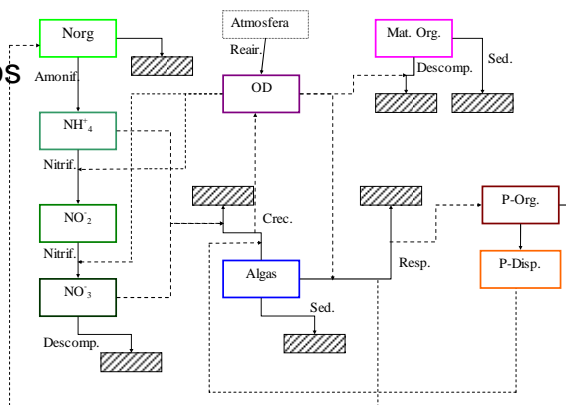 os
Norg
Atmosfera
Reair.
Mat. Org.
Descomp.
Sed.
Amonif.
OD
NH⁺₄
Nitrif.
NO⁻₂
Nitrif.
NO⁻₃
Descomp.
Crec.
Algas
Sed.
Resp.
P-Org.
P-Disp.